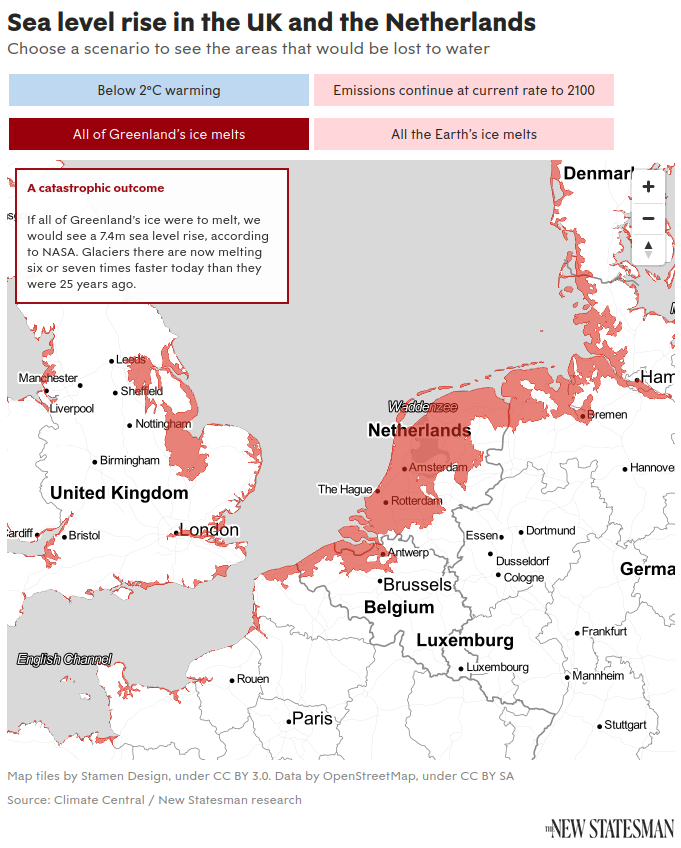 Sea level rise in the UK and the Netherlands
Choose a scenario to see the areas that would be lost to water
Below 2°C warming
Emissions continue at current rate to 2100
All of Greenland's ice melts
All the Earth's ice melts
A catastrophic outcome
If all of Greenland's ice were to melt, we
would see a 7.4m sea level rise, according
to NASA. Glaciers there are now melting
six or seven times faster today than they
were 25 years ago.
Denmar
Leeds
Manchester
Sheffield
Liverpool
Nottingham
Birmingham
United Kingdom
London
ardiff
Bristol
Waddenzee
Netherlands
Amsterdam
The Hague
Rotterdam
Ham
Bremen
Hannove
Antwerp
Brussels
Belgium
Essen
Dortmund
Dusseldorf
Cologne
Germa
Luxemburg
Luxembourg
Frankfurt
Mannheim
Stuttgart
English Channel
Rouen
Paris
Map tiles by Stamen Design, under CC BY 3.0. Data by OpenStreetMap, under CC BY SA
Source: Climate Central / New Statesman research
THE NEW STATESMAN